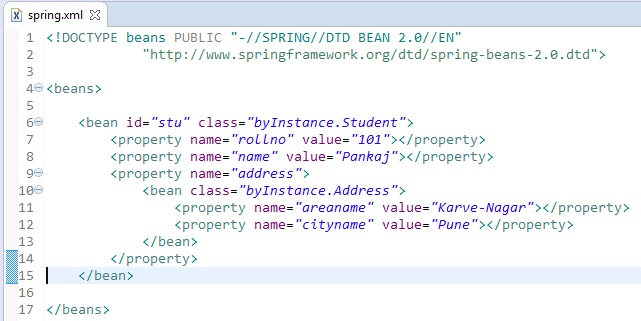 spring.xml
1 <!DOCTYPE beans PUBLIC "-//SPRING//DTD BEAN 2.0//EN"
2             "http://www.springframework.org/dtd/spring-beans-2.0.dtd">
3
4 <beans>
5
6     <bean id="stu" class="byInstance.Student">
7         <property name="rollno" value="101"></property>
8         <property name="name" value="Pankaj"></property>
9         <property name="address">
10             <bean class="byInstance.Address">
11                 <property name="areaname" value="Karve-Nagar"></property>
12                 <property name="cityname" value="Pune"></property>
13             </bean>
14         </property>
15     </bean>
16
17 </beans>